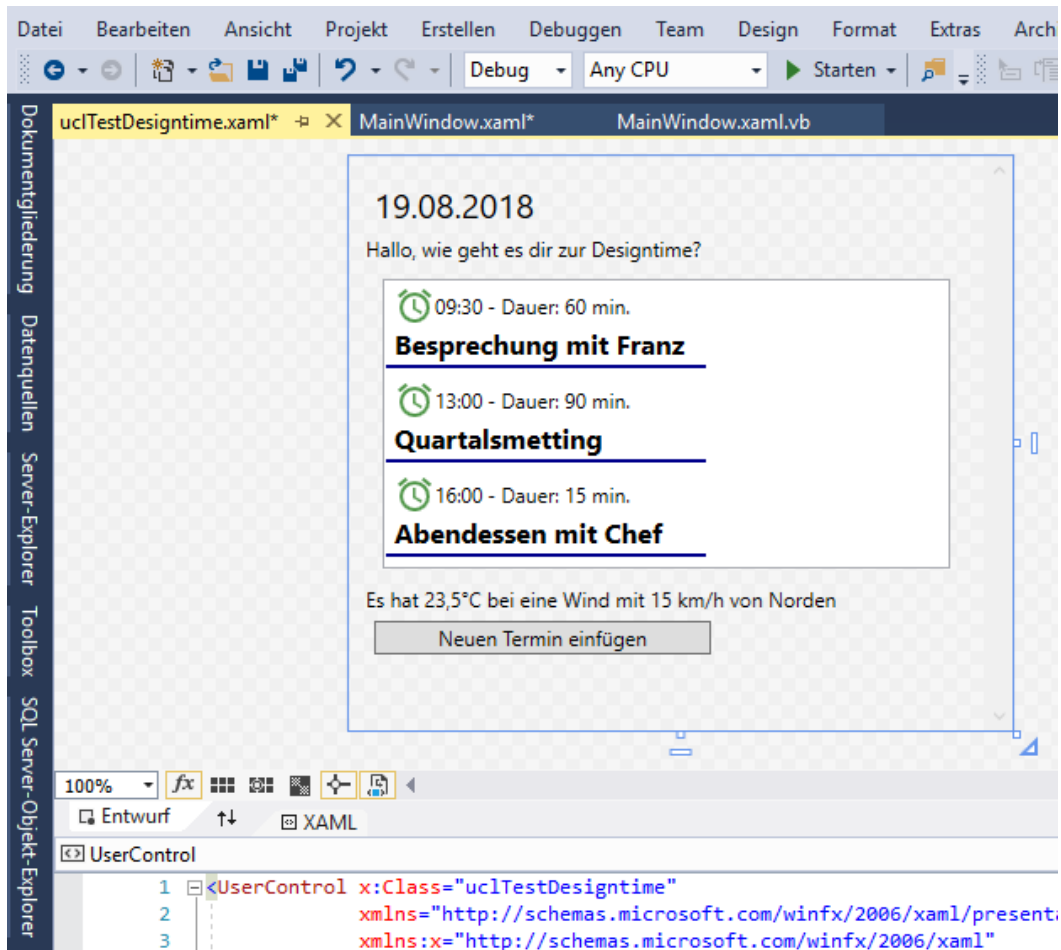 Datei Bearbeiten Ansicht Projekt Erstellen Debuggen Team Design Format Extras Arch
Debug Any CPU Starten
uclTestDesigntime.xaml* MainWindow.xaml* MainWindow.xaml.vb
Dokumentgliederung
Datenquellen
Server-Explorer
Toolbox
SQL Server-Objekt-Explorer
19.08.2018
Hallo, wie geht es dir zur Designtime?
09:30 - Dauer: 60 min.
Besprechung mit Franz
13:00 - Dauer: 90 min.
Quartalsmetting
16:00 - Dauer: 15 min.
Abendessen mit Chef
Es hat 23,5°C bei eine Wind mit 15 km/h von Norden
Neuen Termin einfügen
100% fx
Entwurf XAML
UserControl
1 <UserControl x:Class="uclTestDesigntime"
2 xmlns="http://schemas.microsoft.com/winfx/2006/xaml/presenta
3 xmlns:x="http://schemas.microsoft.com/winfx/2006/xaml"